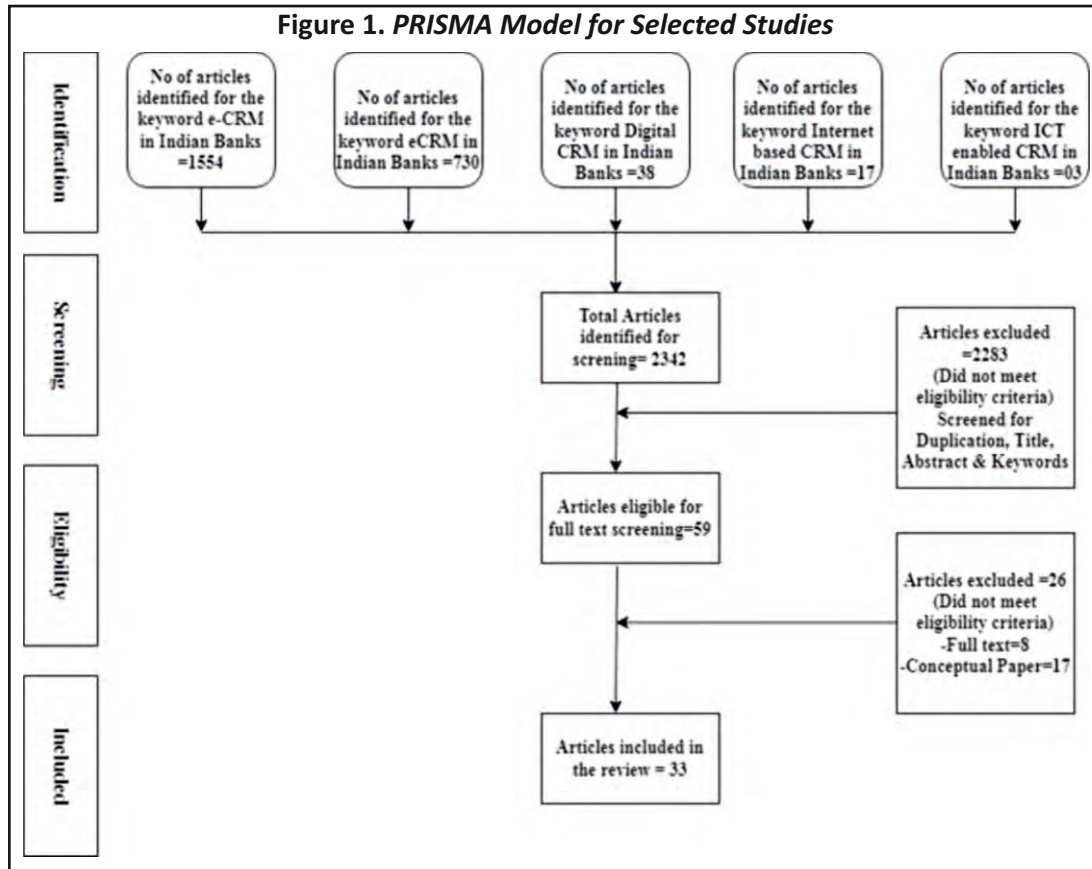 Figure 1. PRISMA Model for Selected Studies
Identification
No of articles
identified for the
keyword e-CRM
in Indian Banks
=1554
No of articles
identified for the
keyword eCRM in
Indian Banks =730
No of articles
identified for the
keyword Digital
CRM in Indian
Banks =38
No of articles
identified for the
keyword Internet
based CRM in
Indian Banks =17
No of articles
identified for the
keyword ICT
enabled CRM in
Indian Banks =03
Screening
Total Articles
identified for
screning= 2342
Articles excluded
=2283
(Did not meet
eligibility criteria)
Screened for
Duplication, Title,
Abstract & Keywords
Eligibility
Articles eligible for
full text screening=59
Articles excluded =26
(Did not meet
eligibility criteria)
-Full text=8
-Conceptual Paper=17
Included
Articles included in
the review = 33